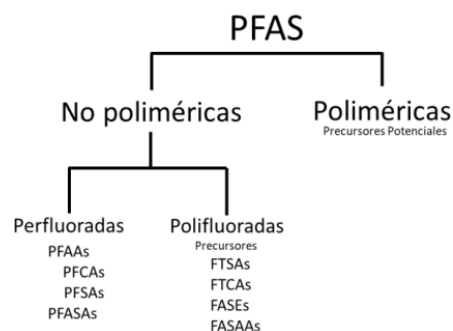 PFAS
No poliméricas
Poliméricas
Precursores Potenciales
Perfluoradas
PFAAs
PFCAs
PFSAs
PFASAs
Polifluoradas
Precursores
FTSAs
FTCAs
FASEs
FASAAs